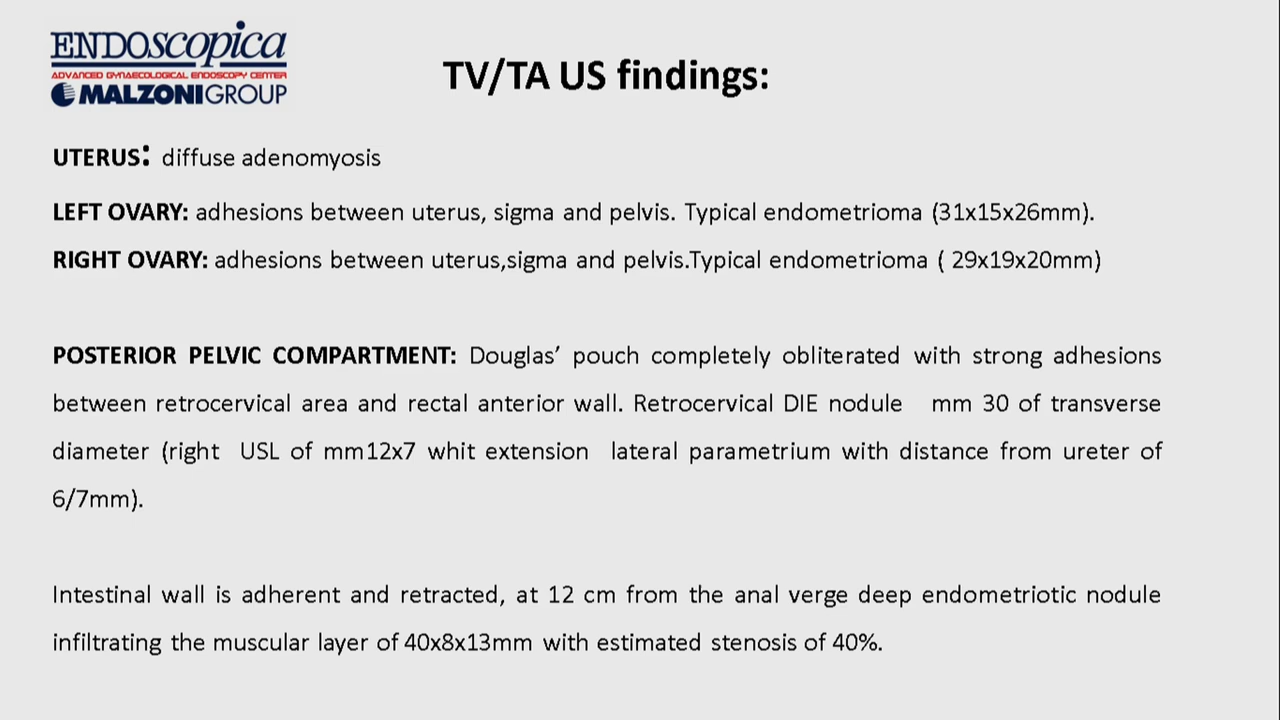 ENDOSCOPICA
ADVANCED GYNAECOLOGICAL ENDOSCOPY CENTER
MALZONIGROUP
TV/TA US findings:
UTERUS: diffuse adenomyosis
LEFT OVARY: adhesions between uterus, sigma and pelvis. Typical endometrioma (31x15x26mm).
RIGHT OVARY: adhesions between uterus,sigma and pelvis.Typical endometrioma ( 29x19x20mm)
POSTERIOR PELVIC COMPARTMENT: Douglas’ pouch completely obliterated with strong adhesions
between retrocervical area and rectal anterior wall. Retrocervical DIE nodule mm 30 of transverse
diameter (right USL of mm12x7 whit extension lateral parametrium with distance from ureter of
6/7mm).
Intestinal wall is adherent and retracted, at 12 cm from the anal verge deep endometriotic nodule
infiltrating the muscular layer of 40x8x13mm with estimated stenosis of 40%.